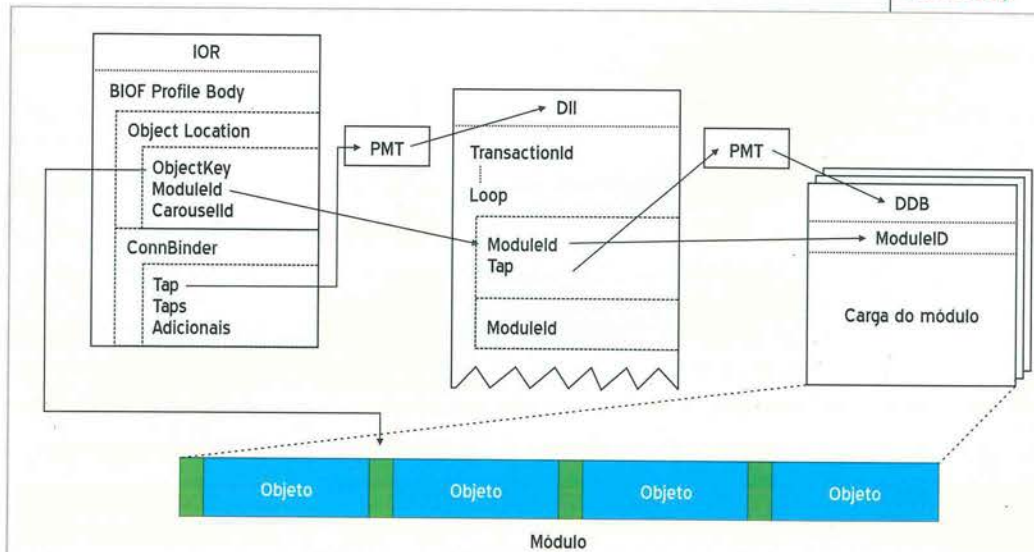 IOR
BIOF Profile Body
Object Location
ObjectKey
ModuleId
CarouselId
ConnBinder
Tap
Taps
Adicionais
PMT
DII
TransactionId
Loop
ModuleId
Tap
ModuleId
PMT
DDB
ModuleID
Carga do módulo
Objeto
Objeto
Objeto
Objeto
Módulo